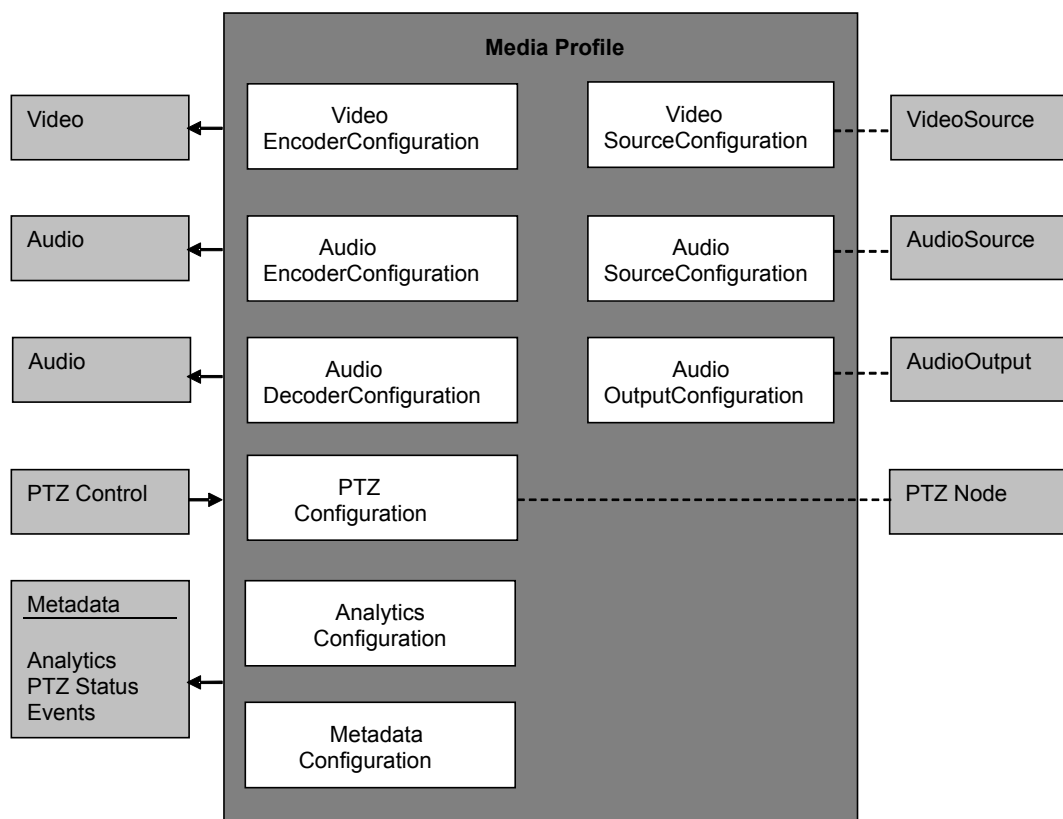 Media Profile
Video
Video
EncoderConfiguration
Video
SourceConfiguration
VideoSource
Audio
Audio
EncoderConfiguration
Audio
SourceConfiguration
AudioSource
Audio
Audio
DecoderConfiguration
Audio
OutputConfiguration
AudioOutput
PTZ Control
PTZ
Configuration
PTZ Node
Metadata
Analytics
PTZ Status
Events
Analytics
Configuration
Metadata
Configuration